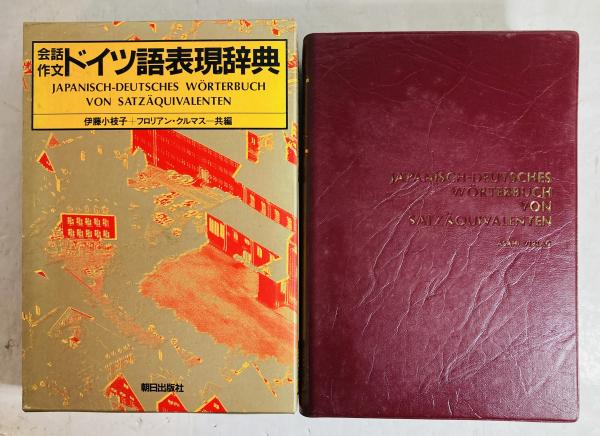 会話
作文
ドイツ語表現辞典
JAPANISCH-DEUTSCHES WÖRTERBUCH
VON SATZÄQUIVALENTEN
伊藤小枝子+フロリアン・クルマス—共編
朝日出版社
JAPANISCH-DEUTSCHES
WÖRTERBUCH
VON
SATZÄQUIVALENTEN
ASAHI VERLAG